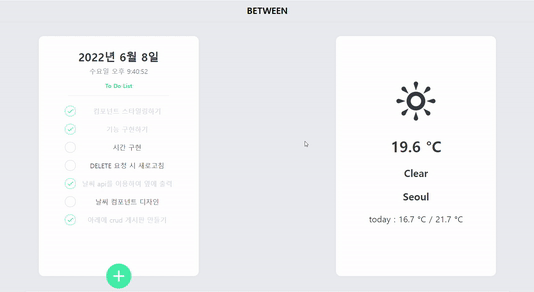 BETWEEN
2022년 6월 8일
수요일 오후 9:40:52
To Do List
컴포넌트 스타일링하기
기능 구현하기
시간 구현
DELETE 요청 시 새로고침
날씨 api를 이용하여 영역 출력
날씨 컴포넌트 디자인
아래에 crud 게시판 만들기
19.6 °C
Clear
Seoul
today : 16.7 °C / 21.7 °C